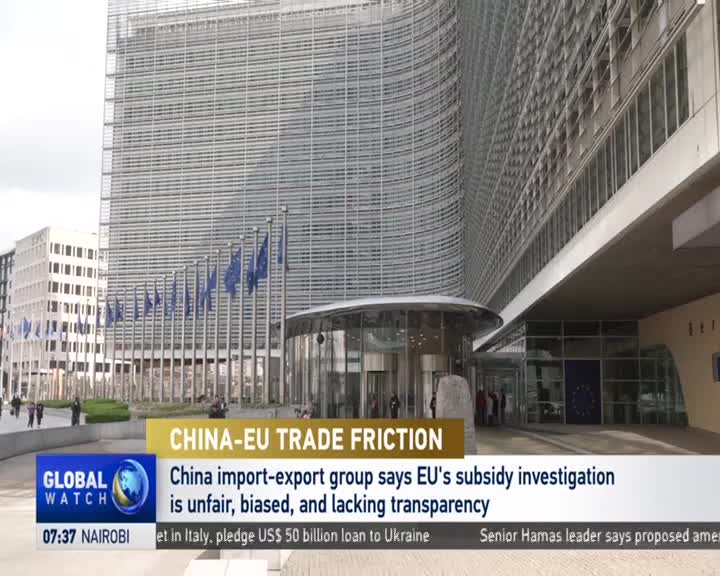 Ber
CHINA-EU TRADE FRICTION
China import-export group says EU's subsidy investigation
is unfair, biased, and lacking transparency
GLOBAL
WATCH
07:37 NAIROBI
et in Italy, pledge US$ 50 billion loan to Ukraine
Senior Hamas leader says proposed ame